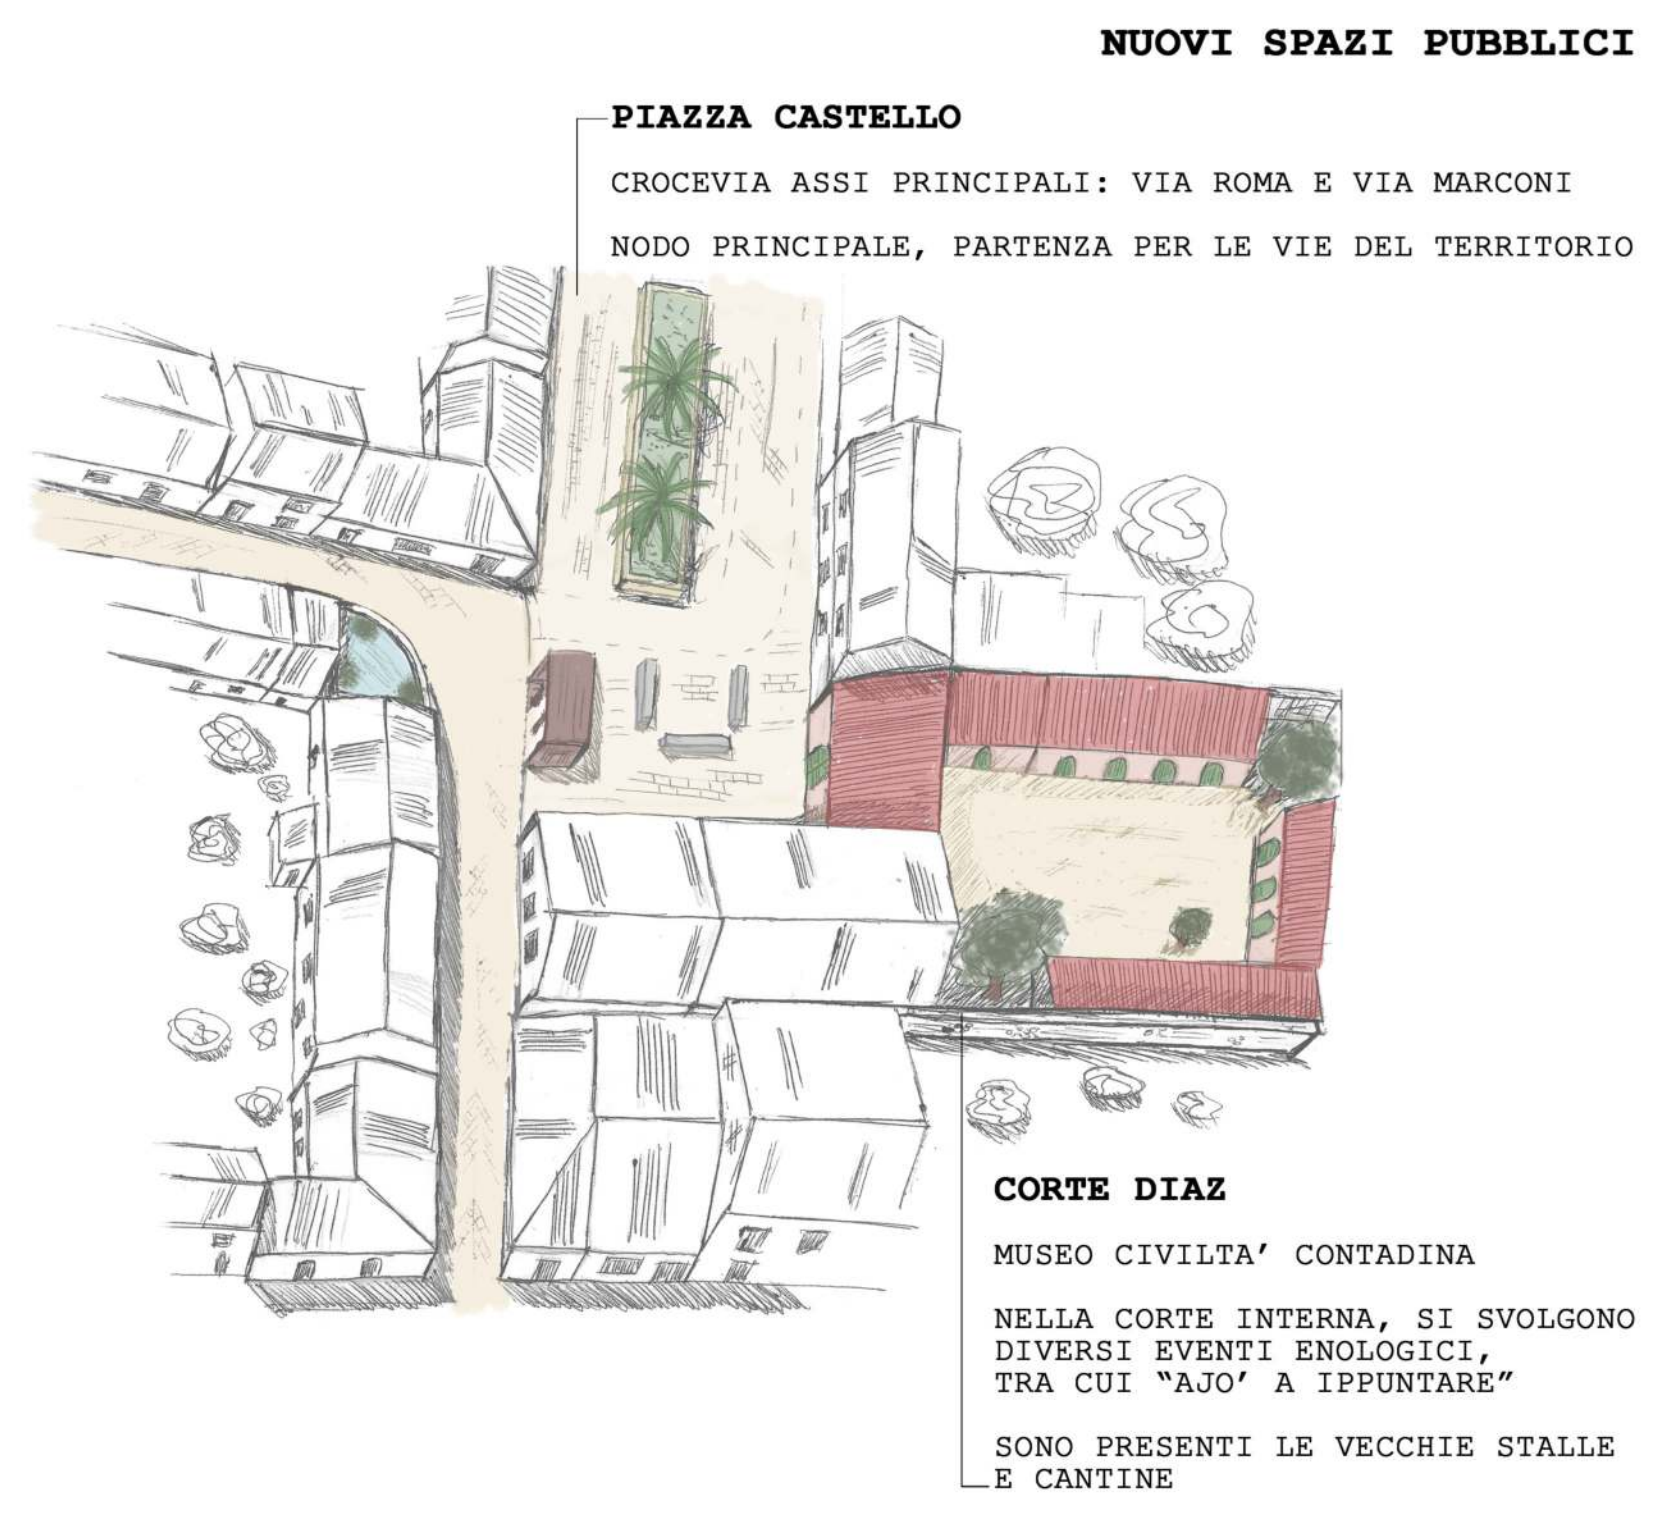 NUOVI SPAZI PUBBLICI
PIAZZA CASTELLO
CROCEVIA ASSI PRINCIPALI: VIA ROMA E VIA MARCONI
NODO PRINCIPALE, PARTENZA PER LE VIE DEL TERRITORIO
CORTE DIAZ
MUSEO CIVILTA’ CONTADINA
NELLA CORTE INTERNA, SI SVOLGONO
DIVERSI EVENTI ENOLOGICI,
TRA CUI “AJO’ A IPPUNTARE”
SONO PRESENTI LE VECCHIE STALLE
E CANTINE